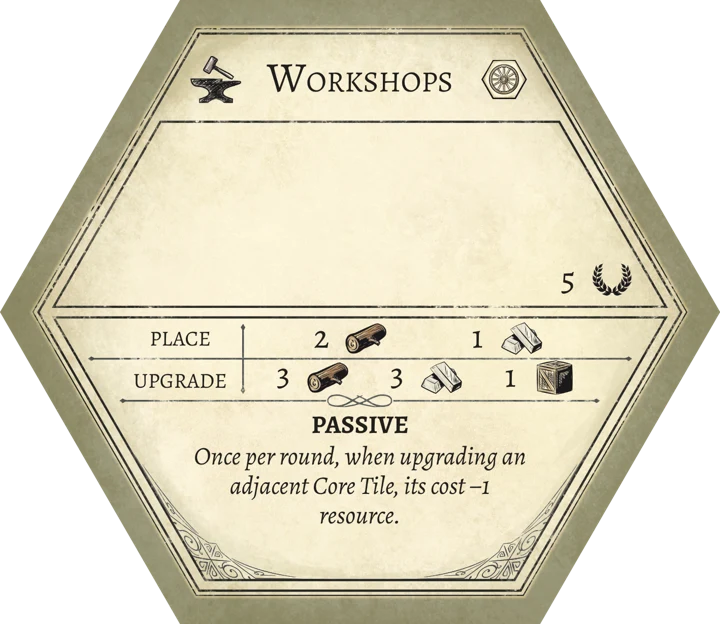 Workshops
5
PLACE 2 1
UPGRADE 3 3 1
PASSIVE
Once per round, when upgrading an
adjacent Core Tile, its cost –1
resource.